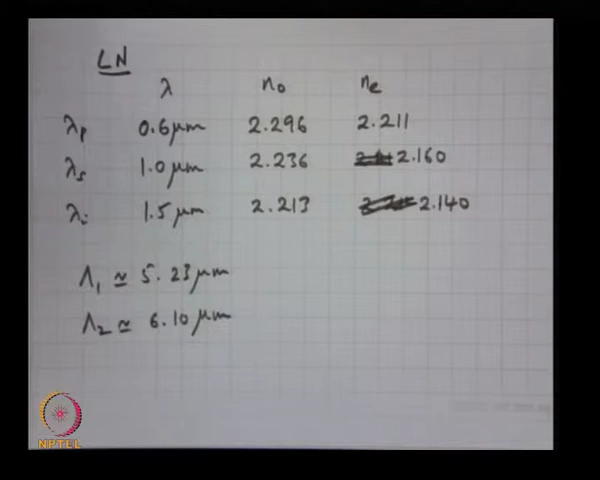 LN
λ n₀ nₑ
λₚ 0.6μm 2.296 2.211
λₛ 1.0μm 2.236 2.160
λᵢ 1.5μm 2.213 2.140
Λ₁ ≃ 5.23μm
Λ₂ ≃ 6.10μm
NPTEL